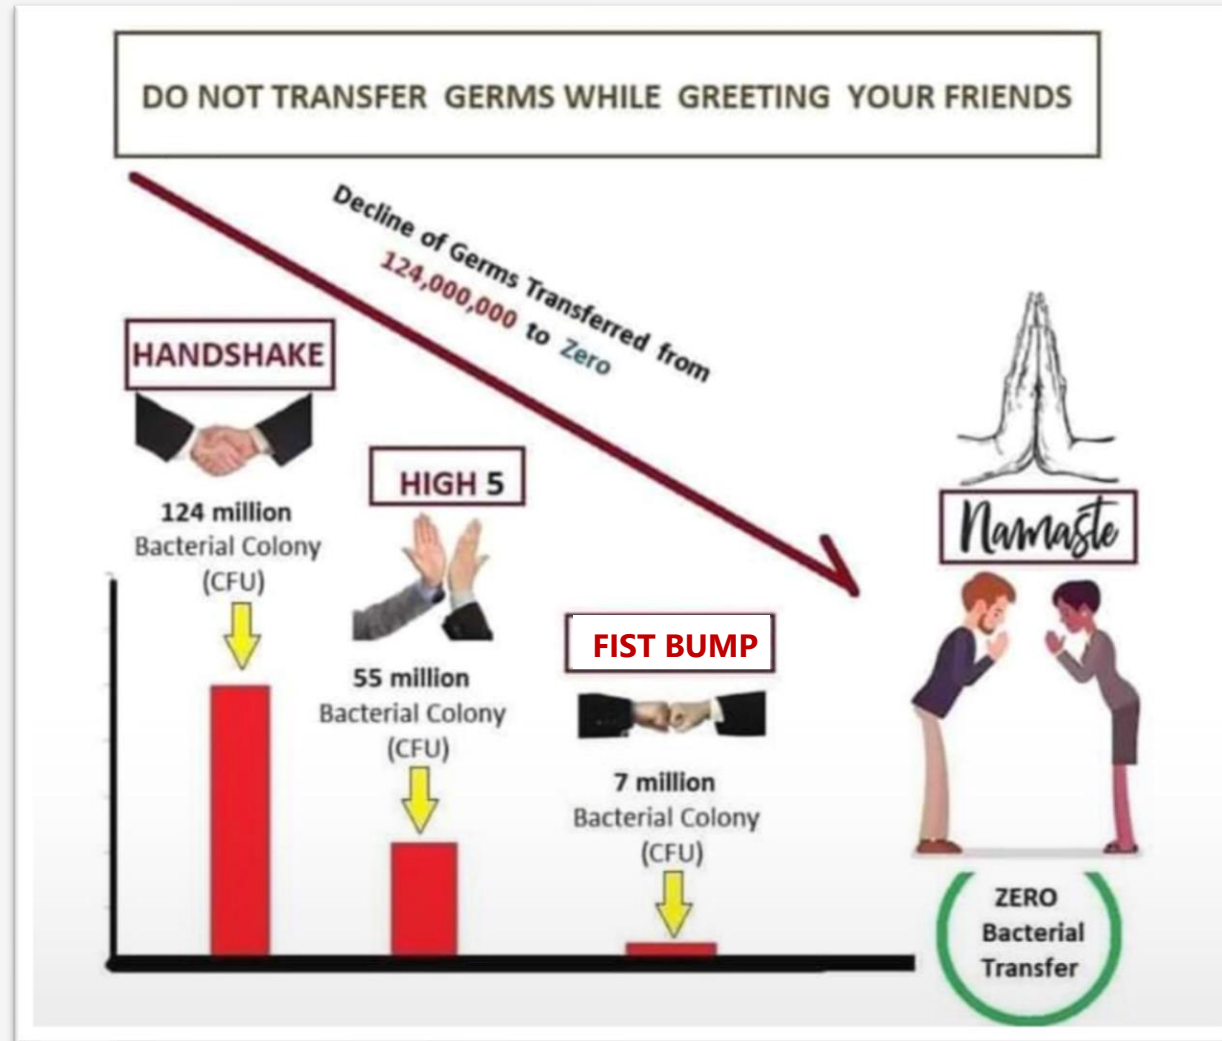 DO NOT TRANSFER GERMS WHILE GREETING YOUR FRIENDS
Decline of Germs Transferred from
124,000,000 to Zero
HANDSHAKE
124 million
Bacterial Colony
(CFU)
HIGH 5
55 million
Bacterial Colony
(CFU)
FIST BUMP
7 million
Bacterial Colony
(CFU)
Namaste
ZERO
Bacterial
Transfer